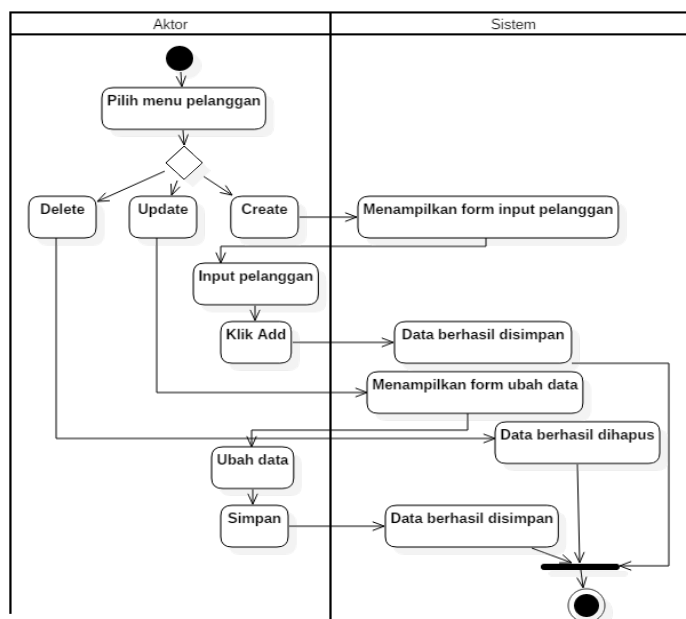 Aktor
Sistem
Pilih menu pelanggan
Delete
Update
Create
Menampilkan form input pelanggan
Input pelanggan
Klik Add
Data berhasil disimpan
Menampilkan form ubah data
Data berhasil dihapus
Ubah data
Simpan
Data berhasil disimpan